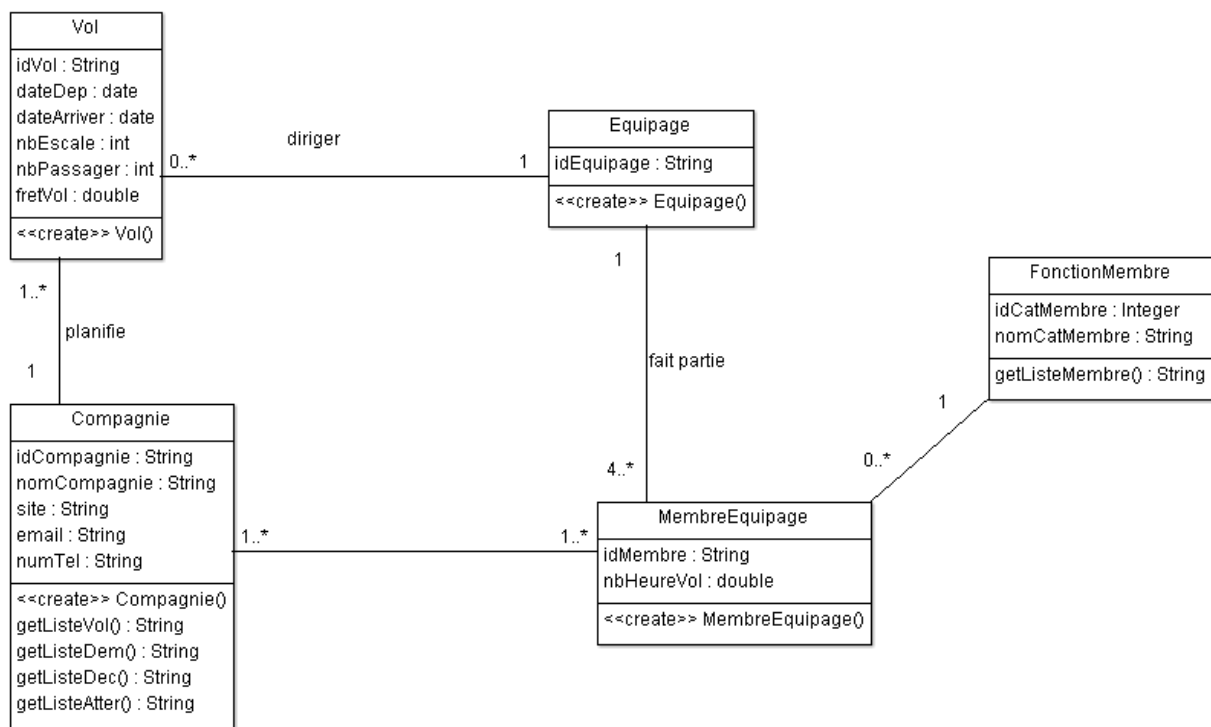 Vol
idVol : String
dateDep : date
dateArriver : date
nbEscale : int
nbPassager : int
fretVol : double
<<create>> Vol()
diriger
0..*
1
Equipage
idEquipage : String
<<create>> Equipage()
1
fait partie
4..*
FonctionMembre
idCatMembre : Integer
nomCatMembre : String
getListeMembre() : String
1
0..*
1..*
planifie
1
Compagnie
idCompagnie : String
nomCompagnie : String
site : String
email : String
numTel : String
<<create>> Compagnie()
getListeVol() : String
getListeDem() : String
getListeDec() : String
getListeAtter() : String
1..*
1..*
MembreEquipage
idMembre : String
nbHeureVol : double
<<create>> MembreEquipage()